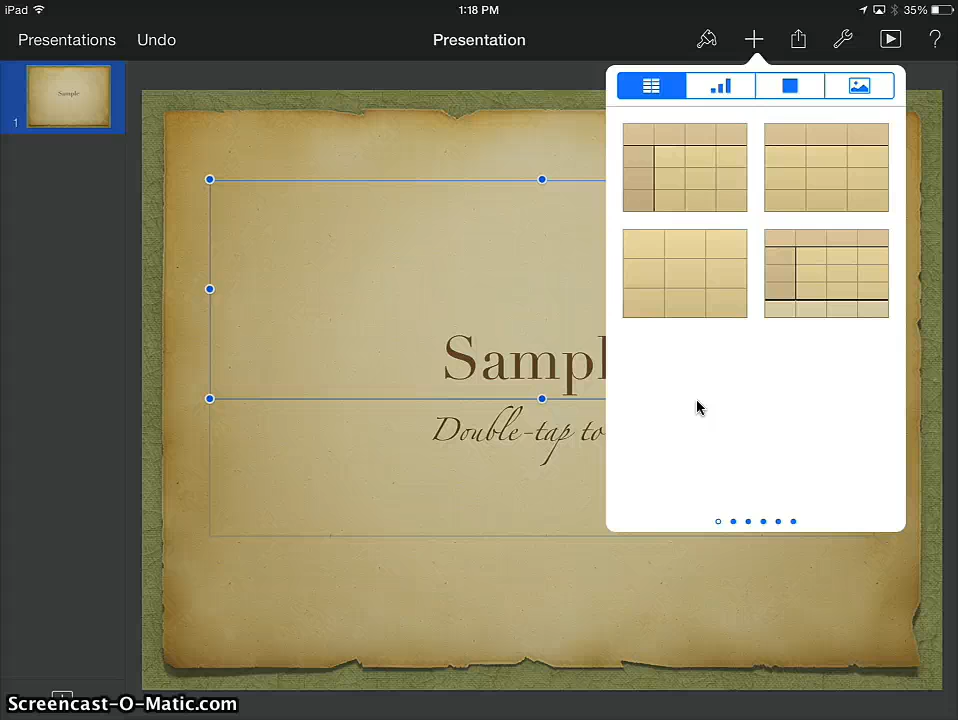 iPad 1:18 PM 35%
Presentations Undo Presentation ?
Sample
1
Sampl
Double-tap to
Screencast-O-Matic.com